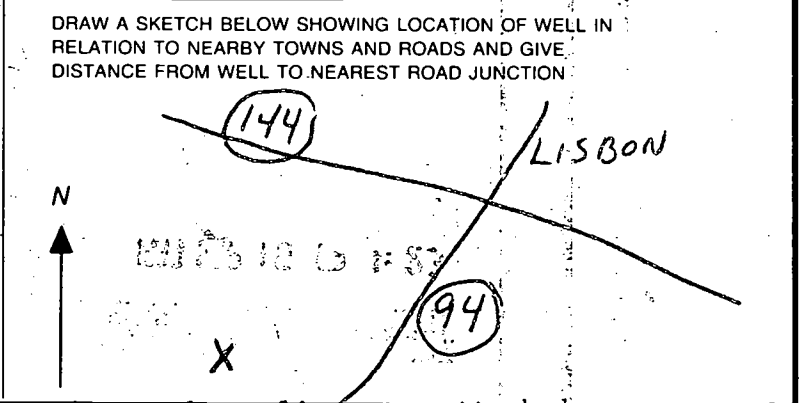 DRAW A SKETCH BELOW SHOWING LOCATION OF WELL IN
RELATION TO NEARBY TOWNS AND ROADS AND GIVE
DISTANCE FROM WELL TO NEAREST ROAD JUNCTION
144
LISBON
N
94
X